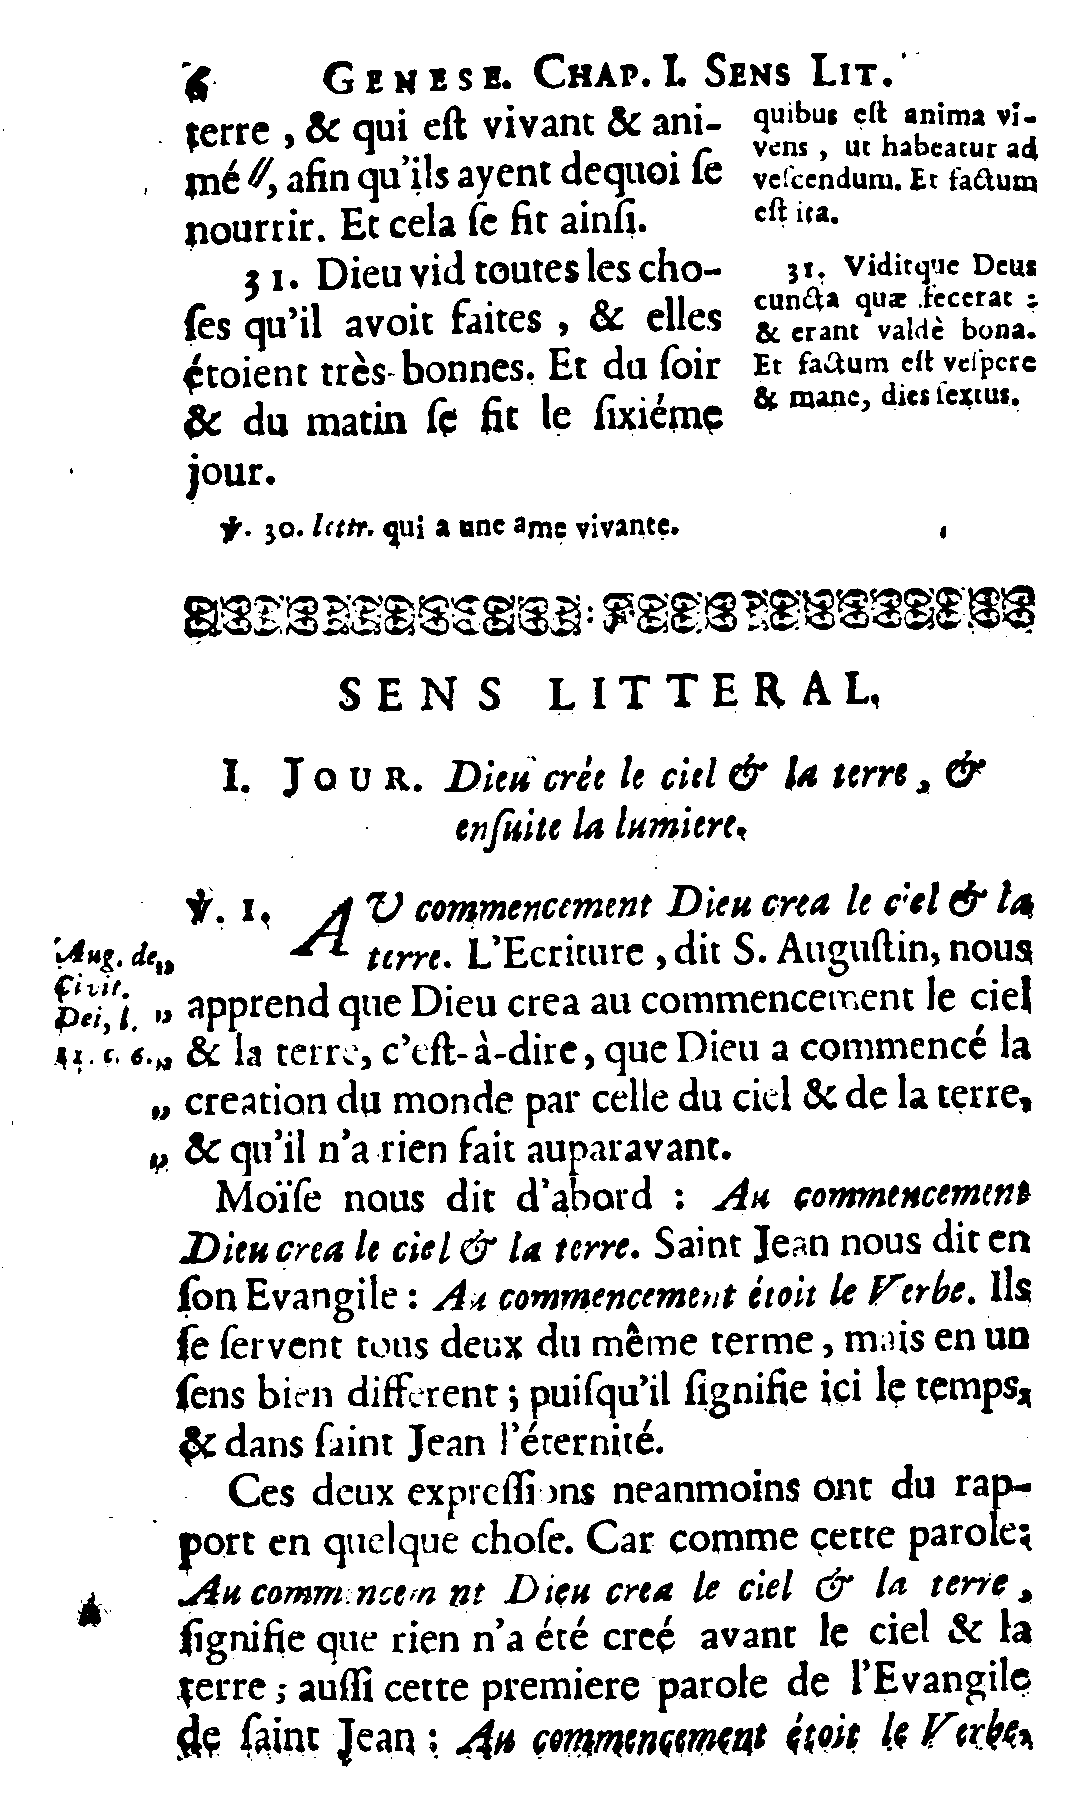 6 GENESE. CHAP. I. SENS LIT.
terre, & qui eſt vivant & ani-
mé //, afin qu'ils ayent dequoi ſe
nourrir. Et cela ſe fit ainſi.
31. Dieu vid toutes les cho-
ſes qu'il avoit faites, & elles
étoient très-bonnes. Et du ſoir
& du matin ſe fit le ſixiéme
jour.
quibus eſt anima vi-
vens, ut habeatur ad
veſcendum. Et factum
eſt ita.
31. Viditque Deus
cuncta quæ fecerat :
& erant valdè bona.
Et factum eſt veſpere
& mane, dies ſextus.
℣. 30. lettr. qui a une ame vivante.
SENS LITTERAL.
I. JOUR. Dieu crée le ciel & la terre, &
enſuite la lumiere.
℣. 1. AU commencement Dieu crea le ciel & la
terre. L'Ecriture, dit S. Auguſtin, nous
„ apprend que Dieu crea au commencement le ciel
„ & la terre, c'eſt-à-dire, que Dieu a commencé la
„ creation du monde par celle du ciel & de la terre,
„ & qu'il n'a rien fait auparavant.
Aug. de „
Civit.
Dei, l.
11. c. 6.
Moïſe nous dit d'abord : Au commencement
Dieu crea le ciel & la terre. Saint Jean nous dit en
ſon Evangile : Au commencement étoit le Verbe. Ils
ſe ſervent tous deux du même terme, mais en un
ſens bien different ; puiſqu'il ſignifie ici le temps,
& dans ſaint Jean l'éternité.
Ces deux expreſſions neanmoins ont du rap-
port en quelque choſe. Car comme cette parole ;
Au commencement Dieu crea le ciel & la terre,
ſignifie que rien n'a été creé avant le ciel & la
terre ; auſſi cette premiere parole de l'Evangile
de ſaint Jean : Au commencement étoit le Verbe,